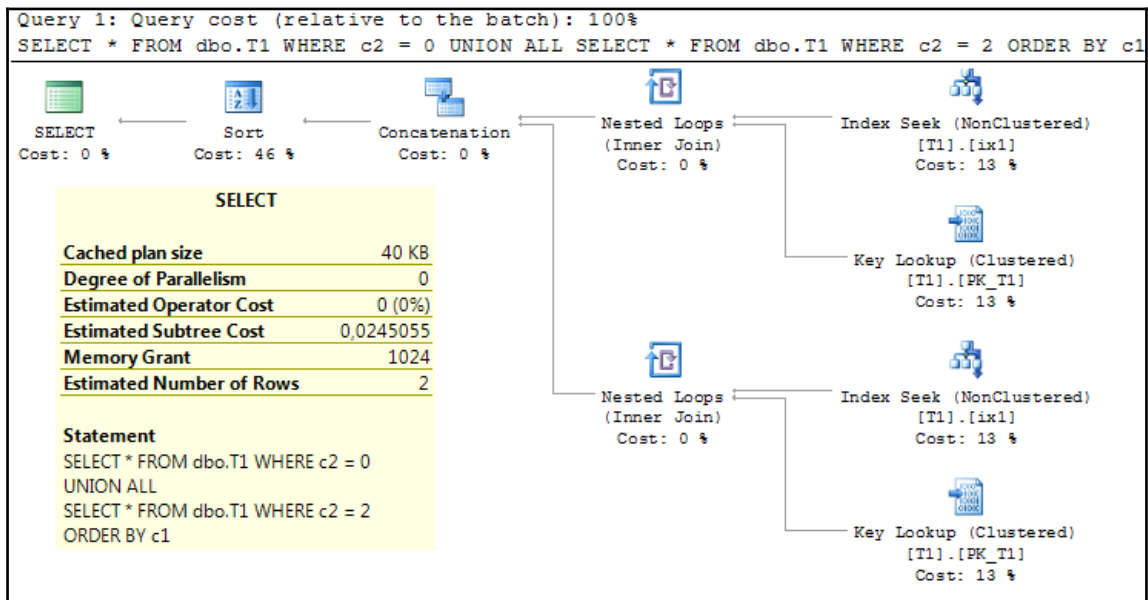 Query 1: Query cost (relative to the batch): 100%
SELECT * FROM dbo.T1 WHERE c2 = 0 UNION ALL SELECT * FROM dbo.T1 WHERE c2 = 2 ORDER BY c1
SELECT
Cost: 0 %
Sort
Cost: 46 %
Concatenation
Cost: 0 %
Nested Loops
(Inner Join)
Cost: 0 %
Index Seek (NonClustered)
[T1].[ix1]
Cost: 13 %
Key Lookup (Clustered)
[T1].[PK_T1]
Cost: 13 %
Nested Loops
(Inner Join)
Cost: 0 %
Index Seek (NonClustered)
[T1].[ix1]
Cost: 13 %
Key Lookup (Clustered)
[T1].[PK_T1]
Cost: 13 %
SELECT
Cached plan size 40 KB
Degree of Parallelism 0
Estimated Operator Cost 0 (0%)
Estimated Subtree Cost 0,0245055
Memory Grant 1024
Estimated Number of Rows 2
Statement
SELECT * FROM dbo.T1 WHERE c2 = 0
UNION ALL
SELECT * FROM dbo.T1 WHERE c2 = 2
ORDER BY c1